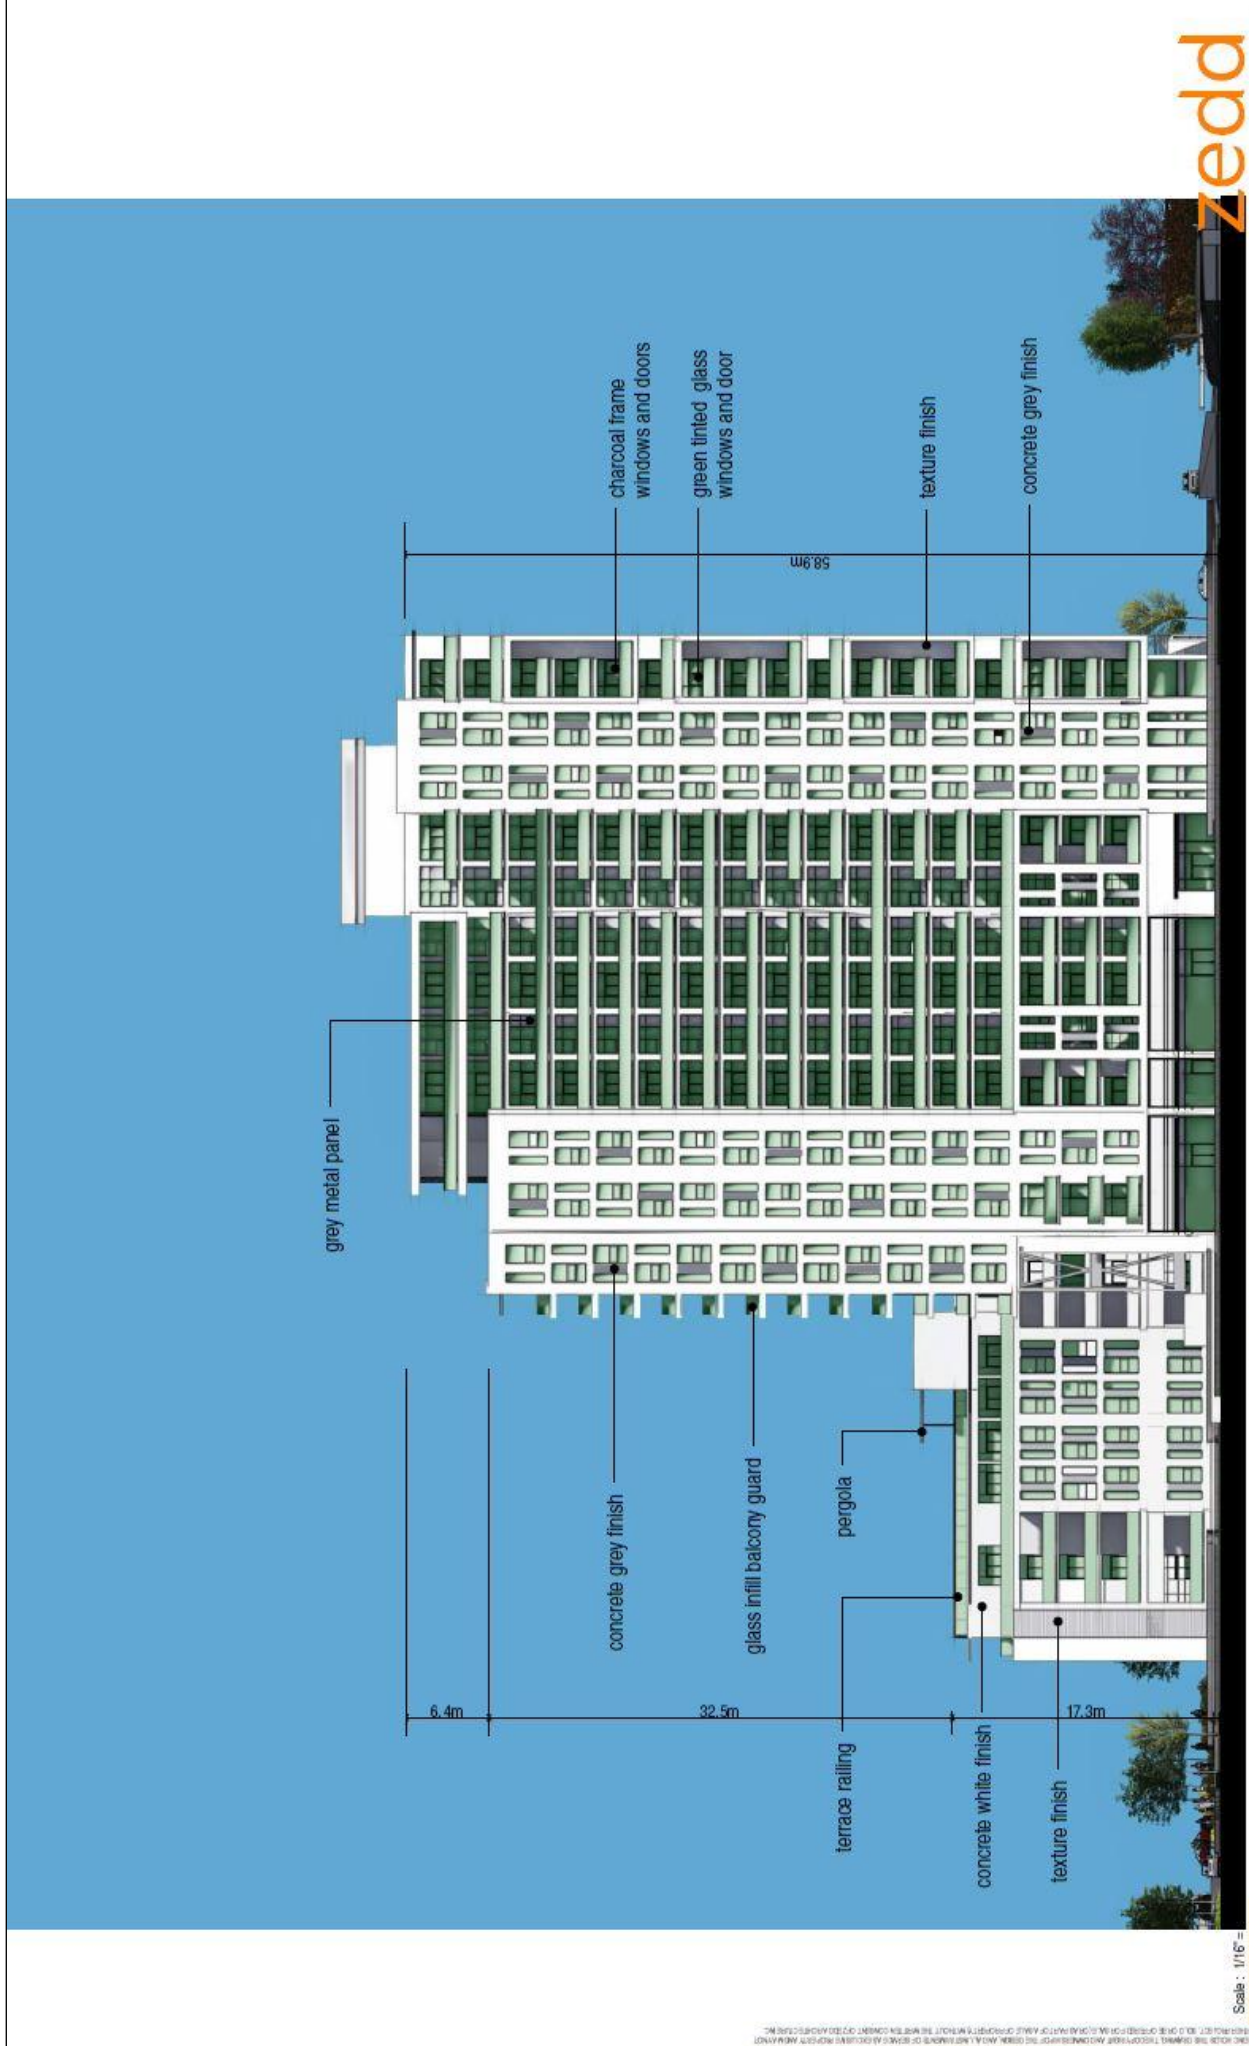 grey metal panel
charcoal frame
windows and doors
green tinted glass
windows and door
58.9m
texture finish
concrete grey finish
concrete grey finish
glass infill balcony guard
pergola
6.4m
32.5m
17.3m
terrace railing
concrete white finish
texture finish
zedd
Scale : 1/16" =